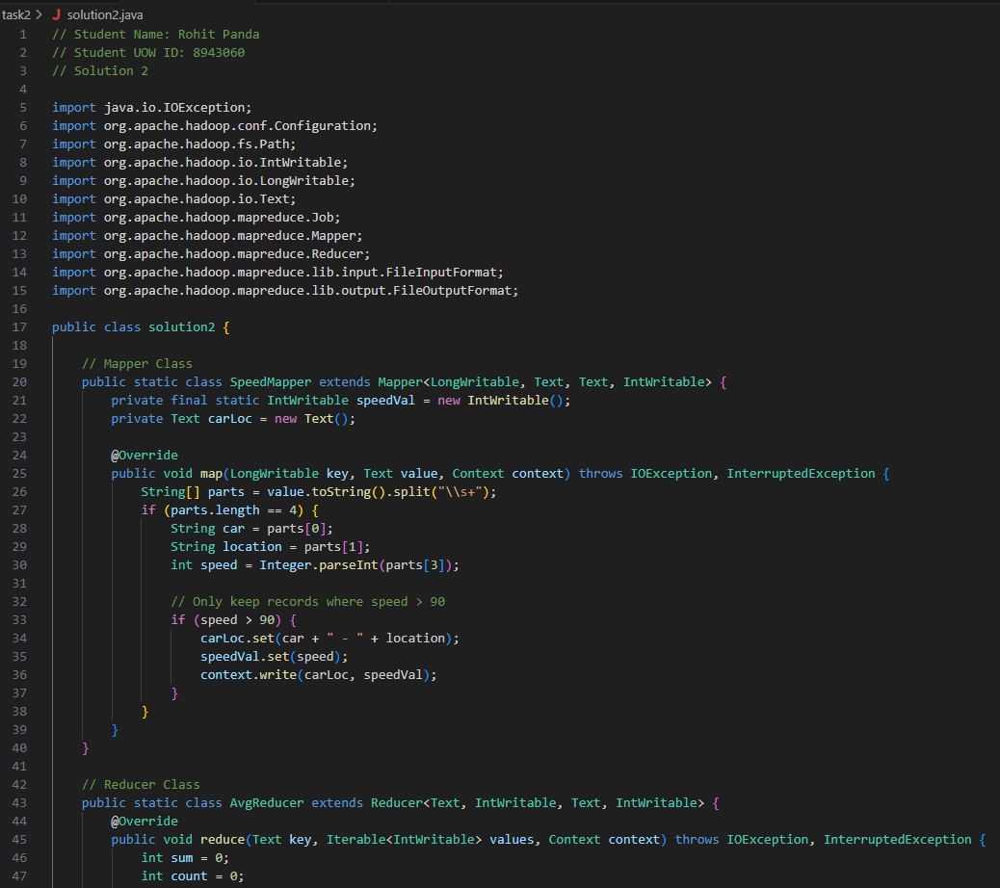 task2 > J solution2.java
1 // Student Name: Rohit Panda
2 // Student UOW ID: 8943060
3 // Solution 2
4
5 import java.io.IOException;
6 import org.apache.hadoop.conf.Configuration;
7 import org.apache.hadoop.fs.Path;
8 import org.apache.hadoop.io.IntWritable;
9 import org.apache.hadoop.io.LongWritable;
10 import org.apache.hadoop.io.Text;
11 import org.apache.hadoop.mapreduce.Job;
12 import org.apache.hadoop.mapreduce.Mapper;
13 import org.apache.hadoop.mapreduce.Reducer;
14 import org.apache.hadoop.mapreduce.lib.input.FileInputFormat;
15 import org.apache.hadoop.mapreduce.lib.output.FileOutputFormat;
16
17 public class solution2 {
18
19     // Mapper Class
20     public static class SpeedMapper extends Mapper<LongWritable, Text, Text, IntWritable> {
21         private final static IntWritable speedVal = new IntWritable();
22         private Text carLoc = new Text();
23
24         @Override
25         public void map(LongWritable key, Text value, Context context) throws IOException, InterruptedException {
26             String[] parts = value.toString().split("\\s+");
27             if (parts.length == 4) {
28                 String car = parts[0];
29                 String location = parts[1];
30                 int speed = Integer.parseInt(parts[3]);
31
32                 // Only keep records where speed > 90
33                 if (speed > 90) {
34                     carLoc.set(car + " - " + location);
35                     speedVal.set(speed);
36                     context.write(carLoc, speedVal);
37                 }
38             }
39         }
40     }
41
42     // Reducer Class
43     public static class AvgReducer extends Reducer<Text, IntWritable, Text, IntWritable> {
44         @Override
45         public void reduce(Text key, Iterable<IntWritable> values, Context context) throws IOException, InterruptedException {
46             int sum = 0;
47             int count = 0;